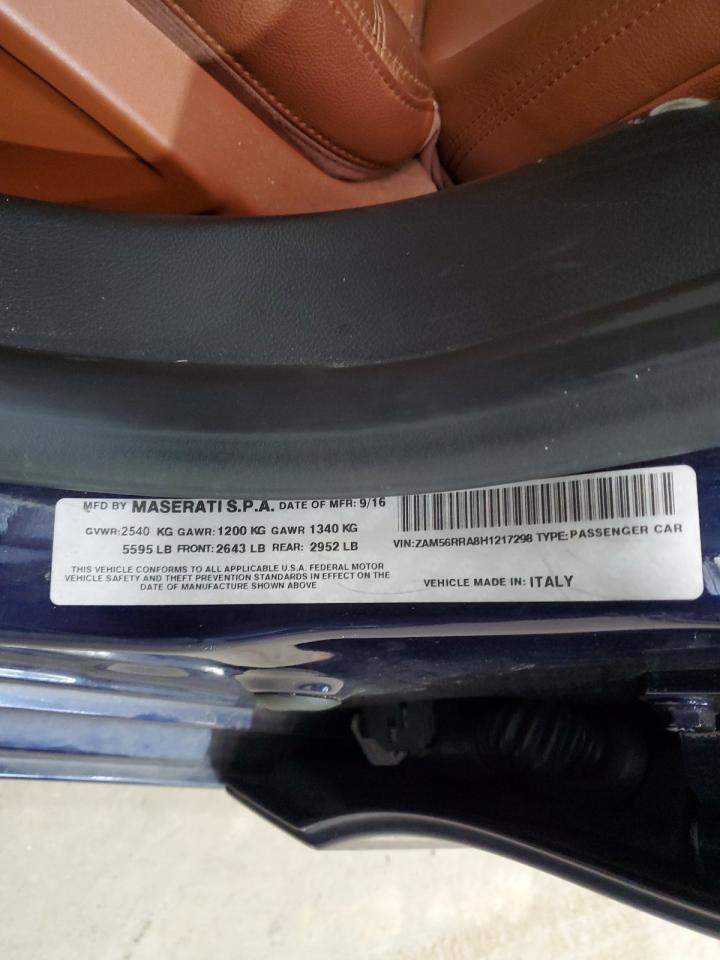 MFD BY MASERATI S.P.A. DATE OF MFR: 9/16
GVWR: 2540 KG GAWR: 1200 KG GAWR 1340 KG
5595 LB FRONT: 2643 LB REAR: 2952 LB
THIS VEHICLE CONFORMS TO ALL APPLICABLE U.S.A. FEDERAL MOTOR
VEHICLE SAFETY AND THEFT PREVENTION STANDARDS IN EFFECT ON THE
DATE OF MANUFACTURE SHOWN ABOVE
VIN: ZAM56RRA8H1217298 TYPE: PASSENGER CAR
VEHICLE MADE IN: ITALY